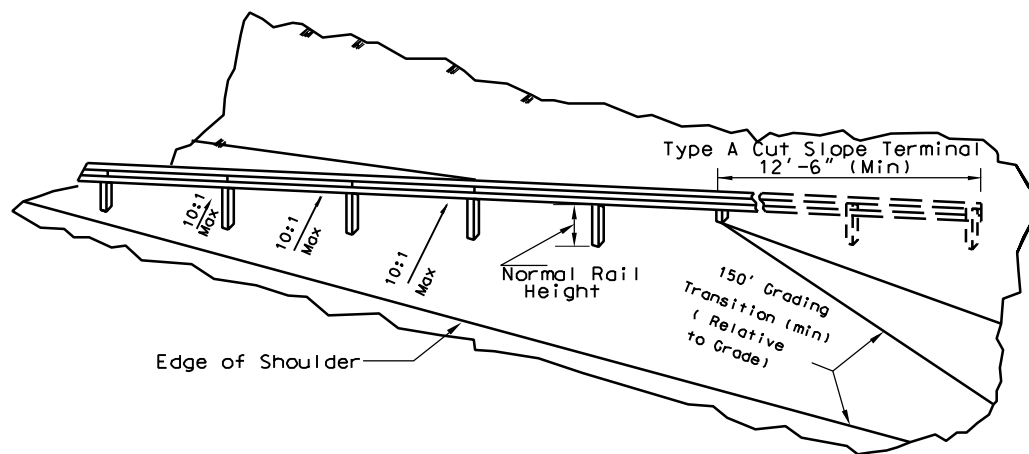 Type A Cut Slope Terminal
12'-6" (Min)
10:1
Max
10:1
Max
10:1
Max
Normal Rail
Height
150' Grading
Transition (min)
( Relative
to Grade)
Edge of Shoulder